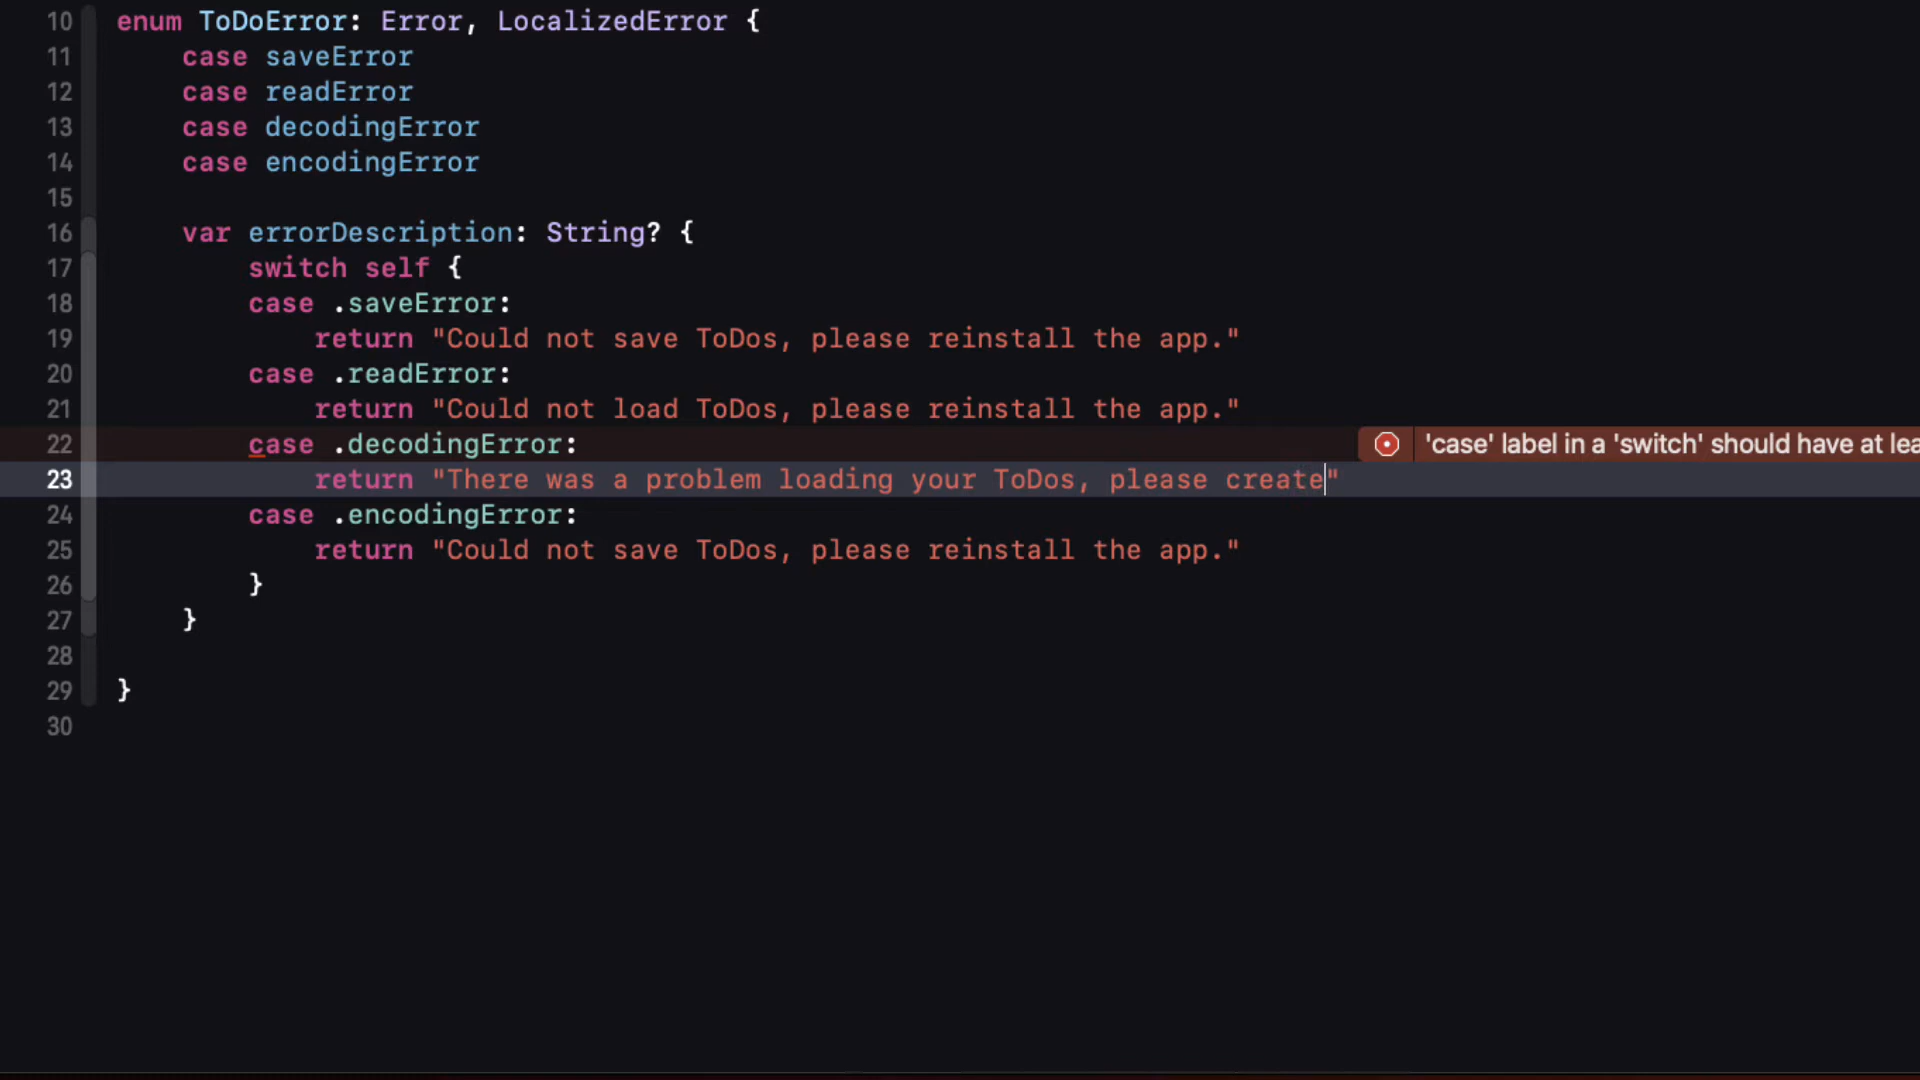 10 enum ToDoError: Error, LocalizedError {
11 case saveError
12 case readError
13 case decodingError
14 case encodingError
15
16 var errorDescription: String? {
17 switch self {
18 case .saveError:
19 return "Could not save ToDos, please reinstall the app."
20 case .readError:
21 return "Could not load ToDos, please reinstall the app."
22 case .decodingError: 'case' label in a 'switch' should have at lea
23 return "There was a problem loading your ToDos, please create"
24 case .encodingError:
25 return "Could not save ToDos, please reinstall the app."
26 }
27 }
28
29 }
30